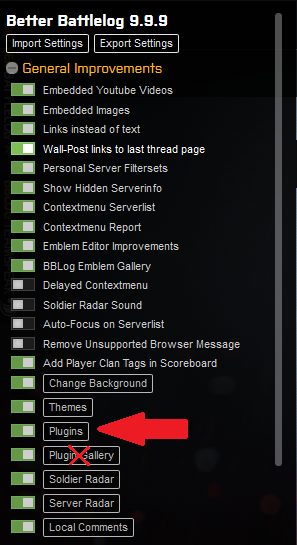 Better Battlelog 9.9.9
Import Settings Export Settings
General Improvements
Embedded Youtube Videos
Embedded Images
Links instead of text
Wall-Post links to last thread page
Personal Server Filtersets
Show Hidden Serverinfo
Contextmenu Serverlist
Contextmenu Report
Emblem Editor Improvements
BBLog Emblem Gallery
Delayed Contextmenu
Soldier Radar Sound
Auto-Focus on Serverlist
Remove Unsupported Browser Message
Add Player Clan Tags in Scoreboard
Change Background
Themes
Plugins
Plugin Gallery
Soldier Radar
Server Radar
Local Comments